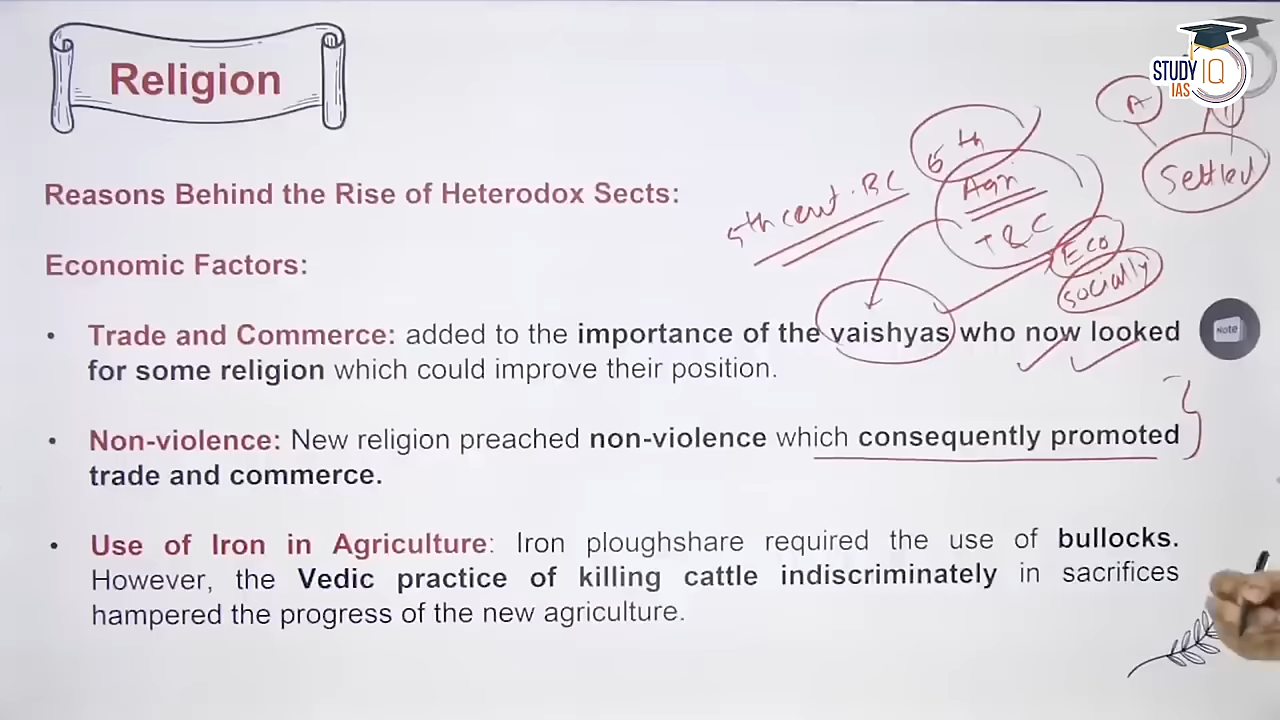 STUDY IQ
IAS
Religion
A
Settled
6th
Agri
T & C
5th cent. BC
Eco
Socially
Reasons Behind the Rise of Heterodox Sects:
Economic Factors:
• Trade and Commerce: added to the importance of the vaishyas who now looked
for some religion which could improve their position.
Note
• Non-violence: New religion preached non-violence which consequently promoted
trade and commerce.
• Use of Iron in Agriculture: Iron ploughshare required the use of bullocks.
However, the Vedic practice of killing cattle indiscriminately in sacrifices
hampered the progress of the new agriculture.